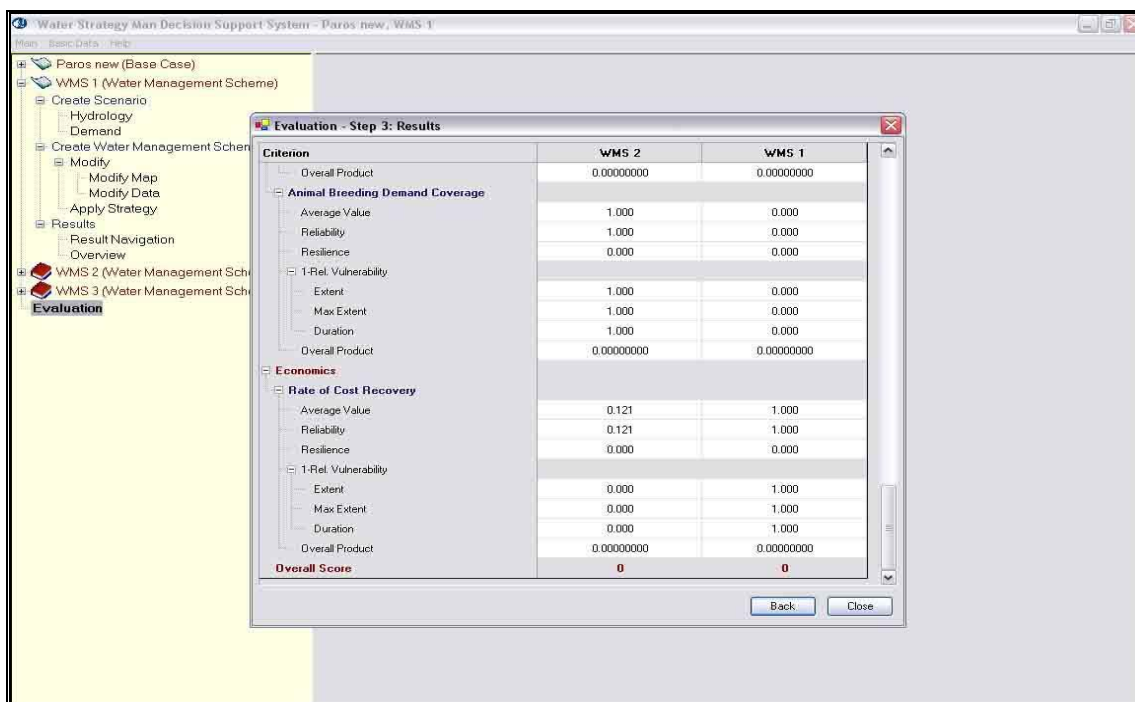 Water Strategy Man Decision Support System - Paros new, WMS 1
Main Basic Data Help
Paros new (Base Case)
WMS 1 (Water Management Scheme)
Create Scenario
Hydrology
Demand
Create Water Management Schen
Modify
Modify Map
Modify Data
Apply Strategy
Results
Result Navigation
Overview
WMS 2 (Water Management Sch
WMS 3 (Water Management Sch
Evaluation
Evaluation - Step 3: Results
Criterion WMS 2 WMS 1
Overall Product 0.00000000 0.00000000
Animal Breeding Demand Coverage
Average Value 1.000 0.000
Reliability 1.000 0.000
Resilience 0.000 0.000
1-Rel. Vulnerability
Extent 1.000 0.000
Max Extent 1.000 0.000
Duration 1.000 0.000
Overall Product 0.00000000 0.00000000
Economics
Rate of Cost Recovery
Average Value 0.121 1.000
Reliability 0.121 1.000
Resilience 0.000 0.000
1-Rel. Vulnerability
Extent 0.000 1.000
Max Extent 0.000 1.000
Duration 0.000 1.000
Overall Product 0.00000000 0.00000000
Overall Score 0 0
Back Close